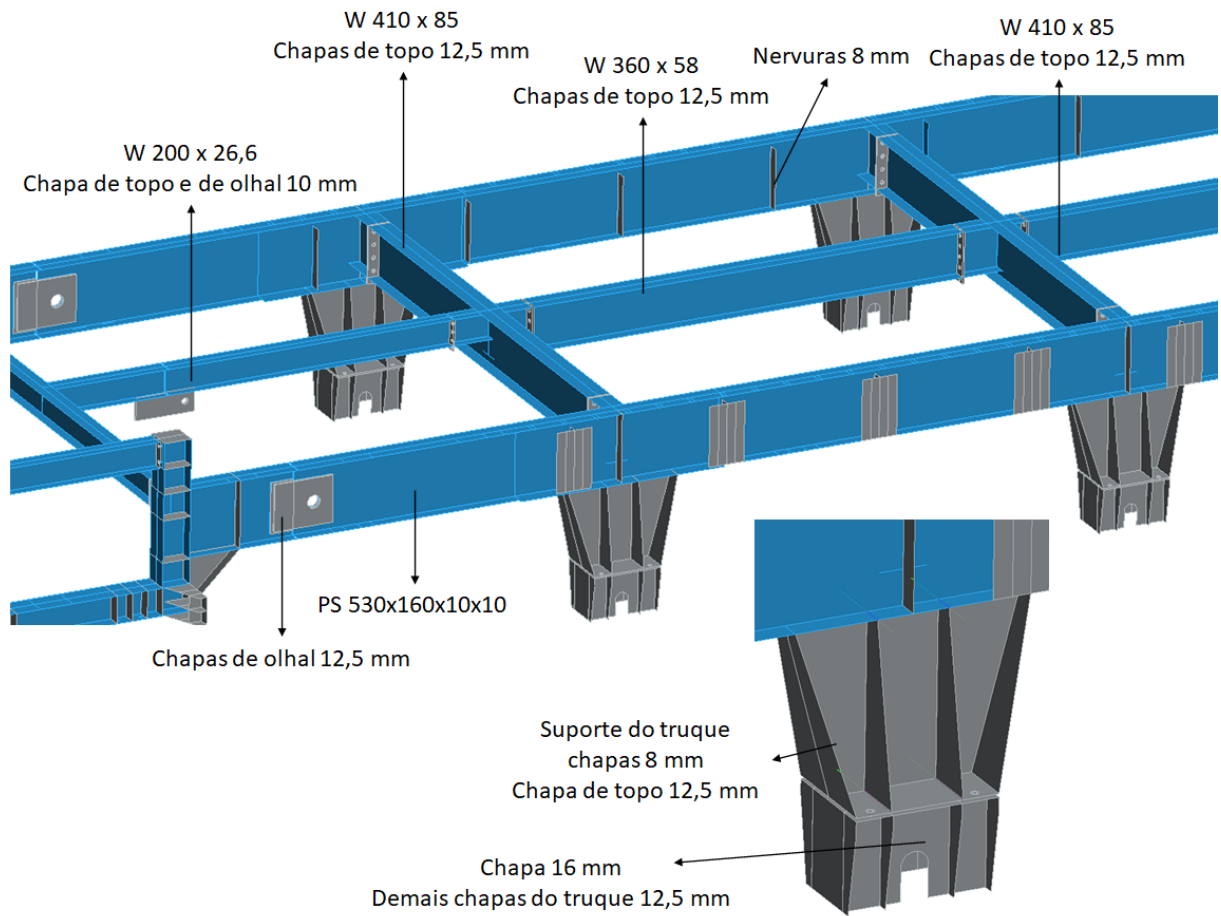 W 410 x 85
Chapas de topo 12,5 mm
W 360 x 58
Chapas de topo 12,5 mm
Nervuras 8 mm
W 410 x 85
Chapas de topo 12,5 mm
W 200 x 26,6
Chapa de topo e de olhal 10 mm
PS 530x160x10x10
Chapas de olhal 12,5 mm
Suporte do truque
chapas 8 mm
Chapa de topo 12,5 mm
Chapa 16 mm
Demais chapas do truque 12,5 mm